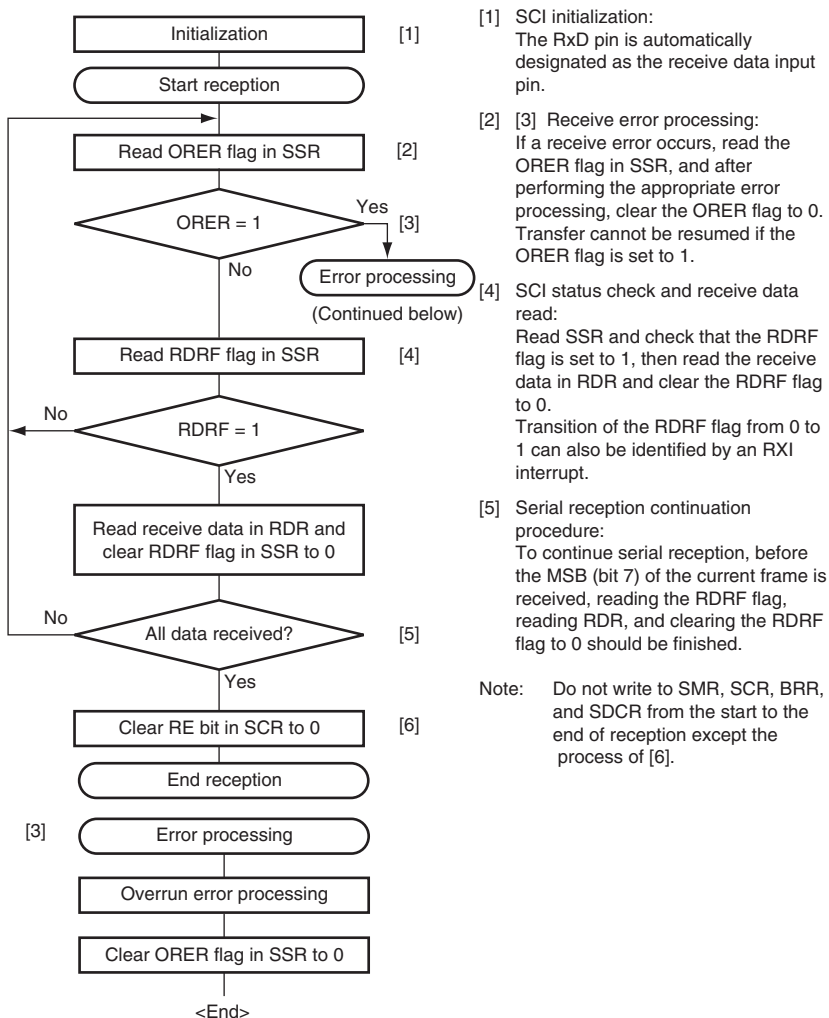 Initialization [1]
Start reception
Read ORER flag in SSR [2]
ORER = 1
Yes
[3]
No
Error processing
(Continued below)
Read RDRF flag in SSR [4]
No
RDRF = 1
Yes
Read receive data in RDR and
clear RDRF flag in SSR to 0
No
All data received? [5]
Yes
Clear RE bit in SCR to 0 [6]
End reception
[3] Error processing
Overrun error processing
Clear ORER flag in SSR to 0
<End>
[1] SCI initialization:
The RxD pin is automatically
designated as the receive data input
pin.
[2] [3] Receive error processing:
If a receive error occurs, read the
ORER flag in SSR, and after
performing the appropriate error
processing, clear the ORER flag to 0.
Transfer cannot be resumed if the
ORER flag is set to 1.
[4] SCI status check and receive data
read:
Read SSR and check that the RDRF
flag is set to 1, then read the receive
data in RDR and clear the RDRF flag
to 0.
Transition of the RDRF flag from 0 to
1 can also be identified by an RXI
interrupt.
[5] Serial reception continuation
procedure:
To continue serial reception, before
the MSB (bit 7) of the current frame is
received, reading the RDRF flag,
reading RDR, and clearing the RDRF
flag to 0 should be finished.
Note: Do not write to SMR, SCR, BRR,
and SDCR from the start to the
end of reception except the
process of [6].